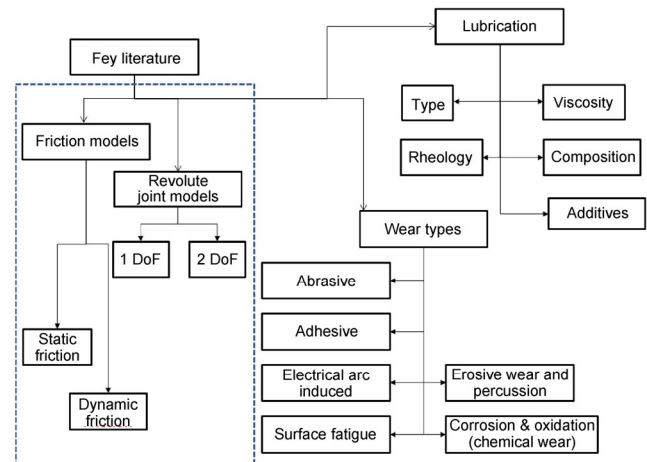 Lubrication
Fey literature
Type
Viscosity
Friction models
Rheology
Composition
Revolute
joint models
Additives
Wear types
1 DoF
2 DoF
Abrasive
Adhesive
Static
friction
Electrical arc
induced
Erosive wear and
percussion
Dynamic
friction
Surface fatigue
Corrosion & oxidation
(chemical wear)